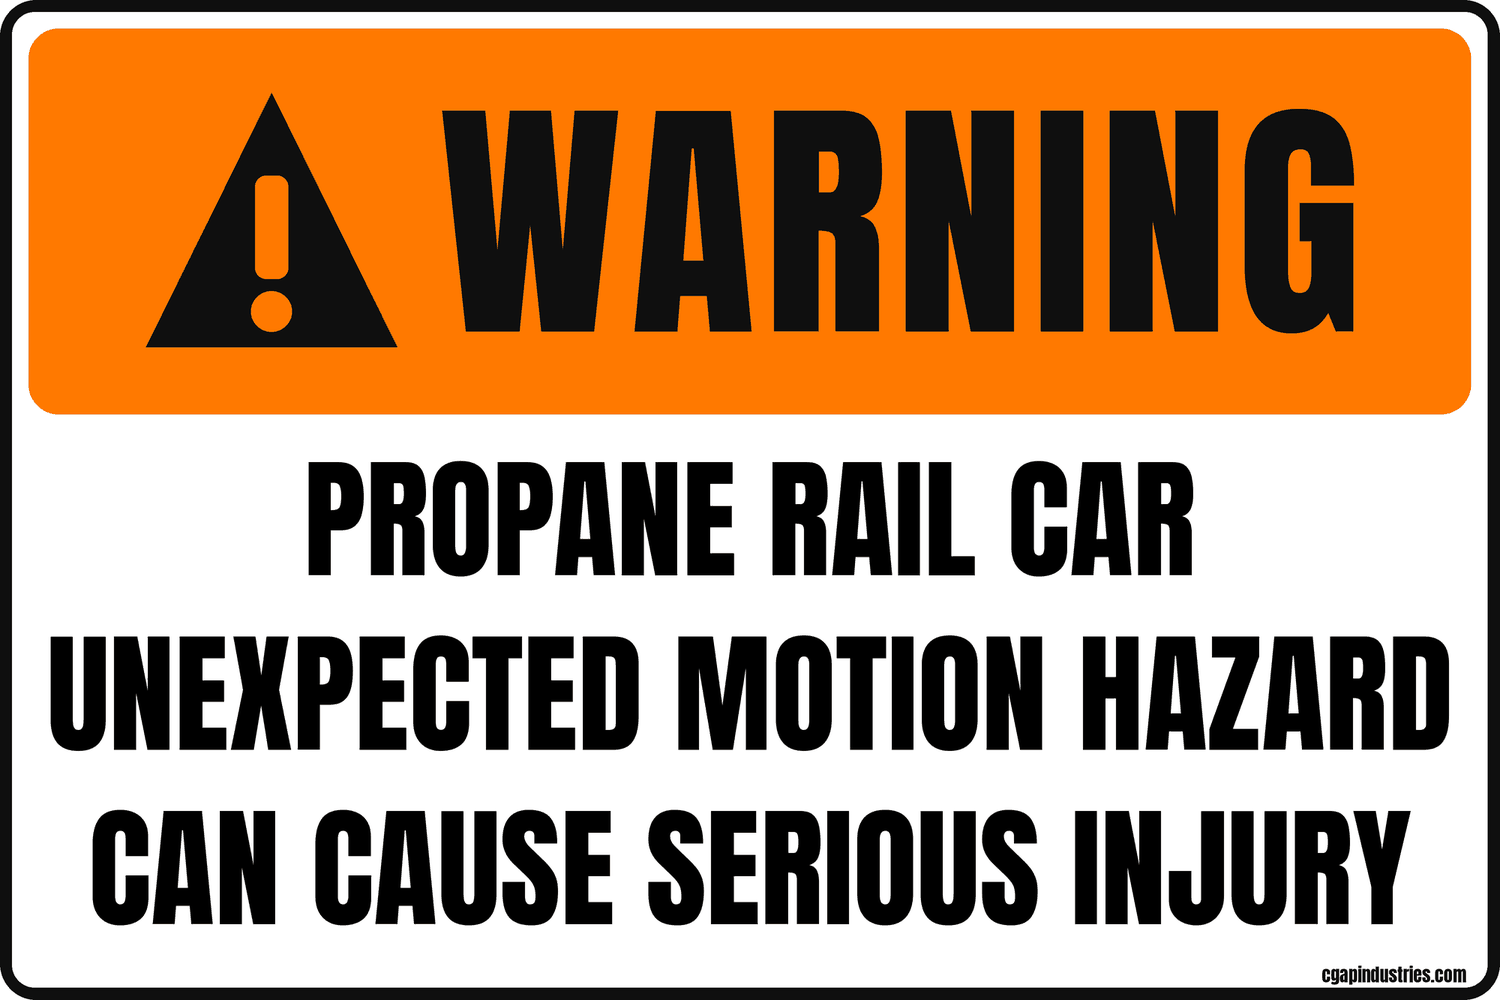 WARNING
PROPANE RAIL CAR
UNEXPECTED MOTION HAZARD
CAN CAUSE SERIOUS INJURY
cgapindustries.com